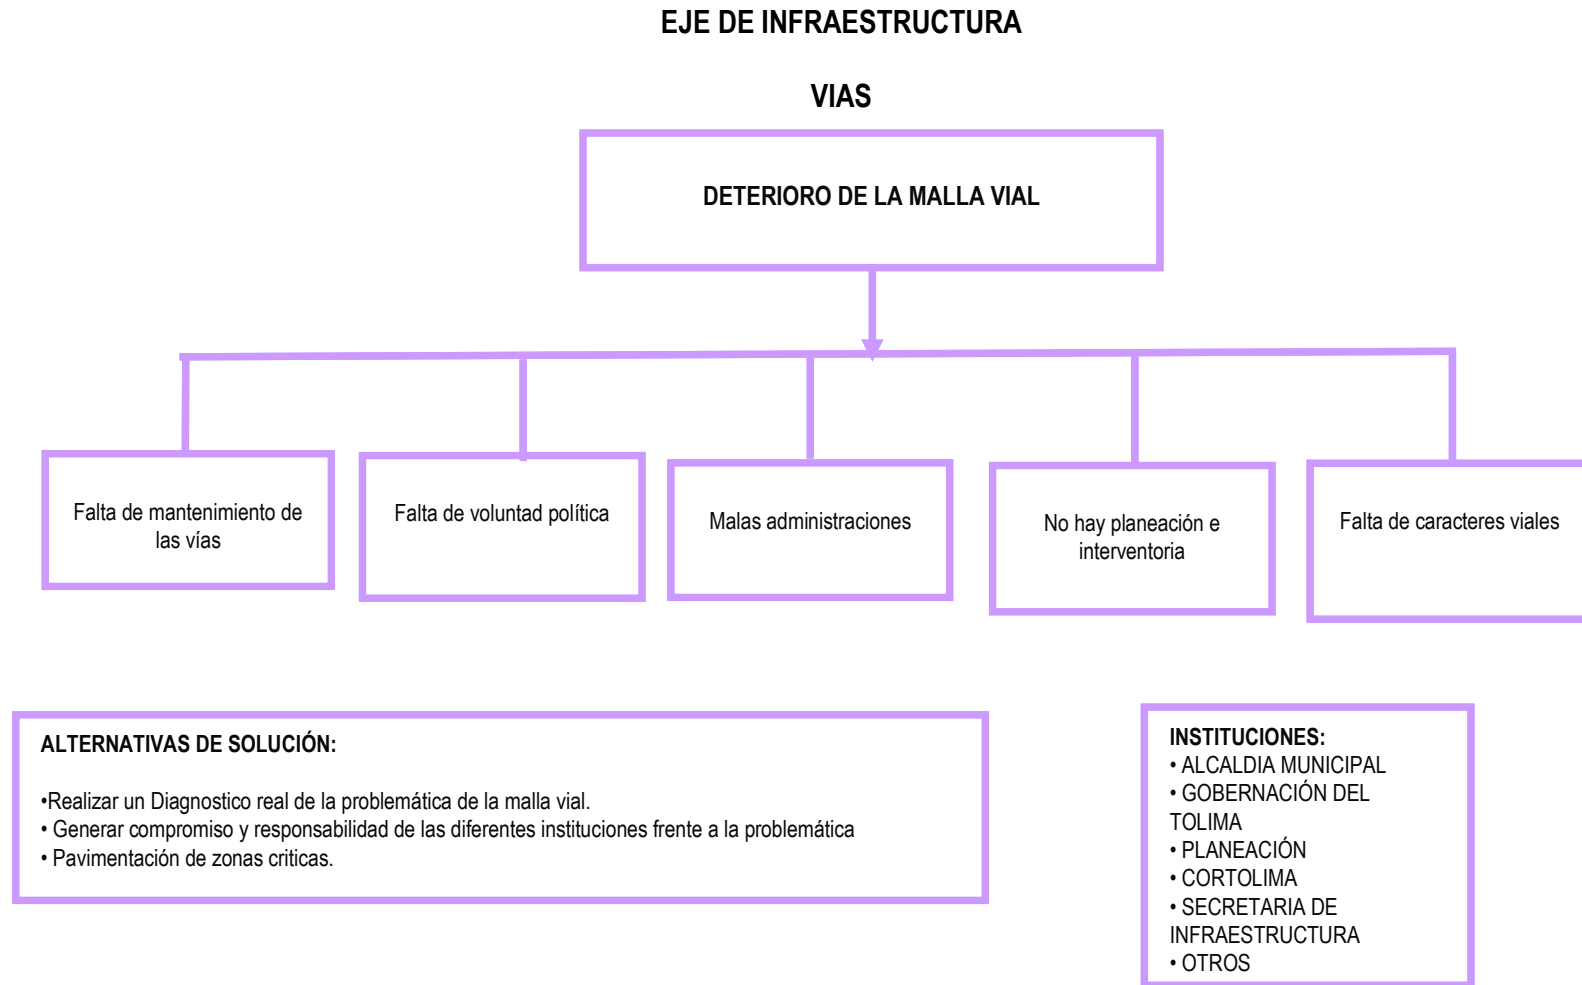 EJE DE INFRAESTRUCTURA
VIAS
DETERIORO DE LA MALLA VIAL
Falta de mantenimiento de
las vías
Falta de voluntad política
Malas administraciones
No hay planeación e
interventoria
Falta de caracteres viales
ALTERNATIVAS DE SOLUCIÓN:
•Realizar un Diagnostico real de la problemática de la malla vial.
• Generar compromiso y responsabilidad de las diferentes instituciones frente a la problemática
• Pavimentación de zonas criticas.
INSTITUCIONES:
• ALCALDIA MUNICIPAL
• GOBERNACIÓN DEL
TOLIMA
• PLANEACIÓN
• CORTOLIMA
• SECRETARIA DE
INFRAESTRUCTURA
• OTROS